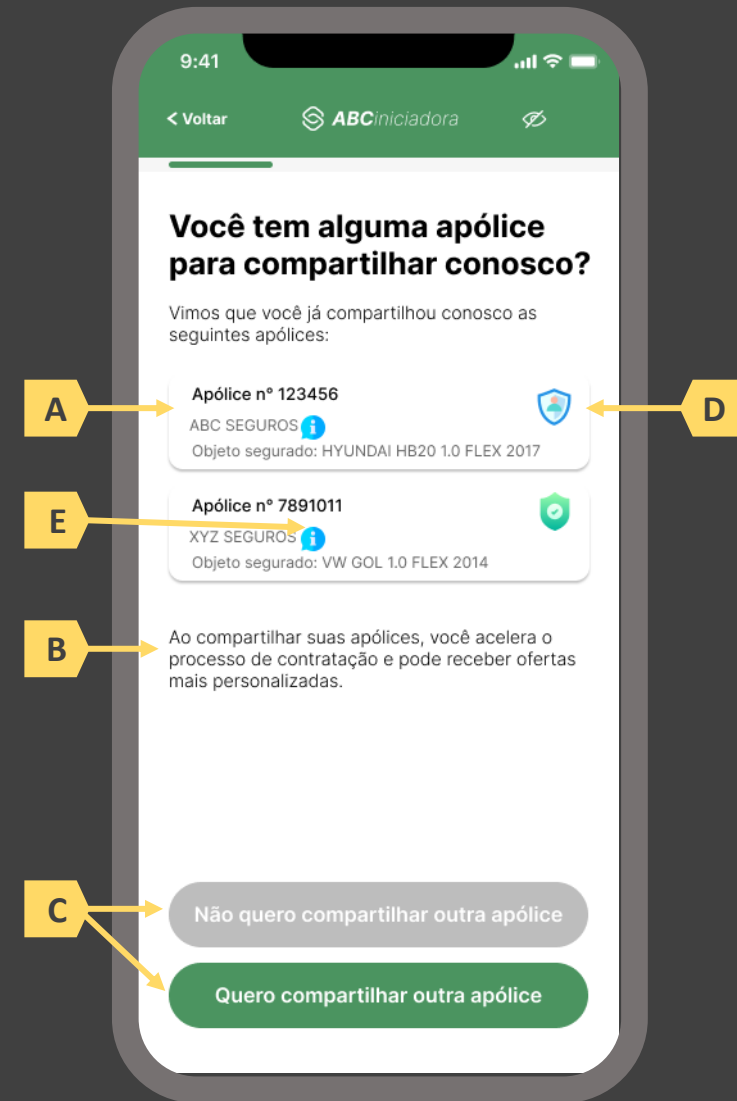 9:41
< Voltar
ABCiniciadora
Você tem alguma apólice
para compartilhar conosco?
Vimos que você já compartilhou conosco as
seguintes apólices:
A
Apólice n° 123456
D
ABC SEGUROS i
Objeto segurado: HYUNDAI HB20 1.0 FLEX 2017
E
Apólice n° 7891011
XYZ SEGUROS i
Objeto segurado: VW GOL 1.0 FLEX 2014
B
Ao compartilhar suas apólices, você acelera o
processo de contratação e pode receber ofertas
mais personalizadas.
C
Não quero compartilhar outra apólice
Quero compartilhar outra apólice